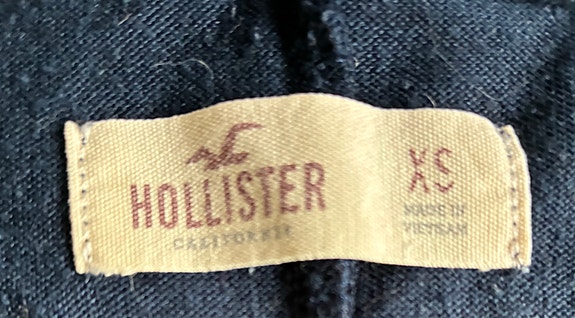 HOLLISTER
CALIFORNIA
XS
MADE IN
VIETNAM